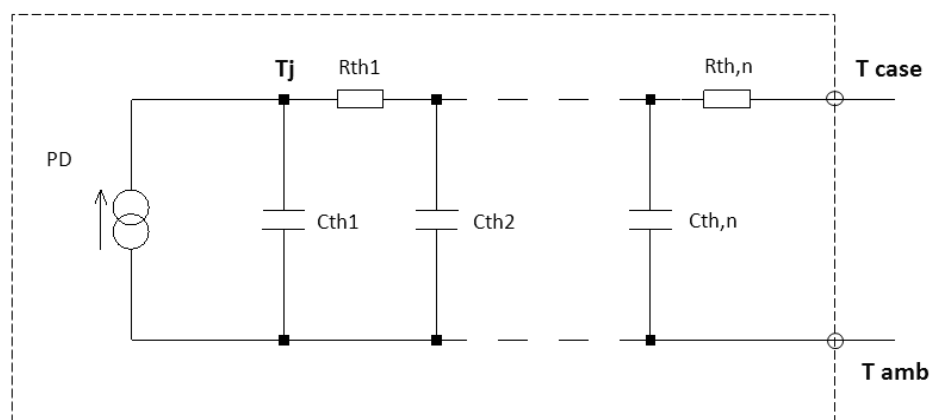 Tj
Rth1
Rth,n
T case
PD
Cth1
Cth2
Cth,n
T amb